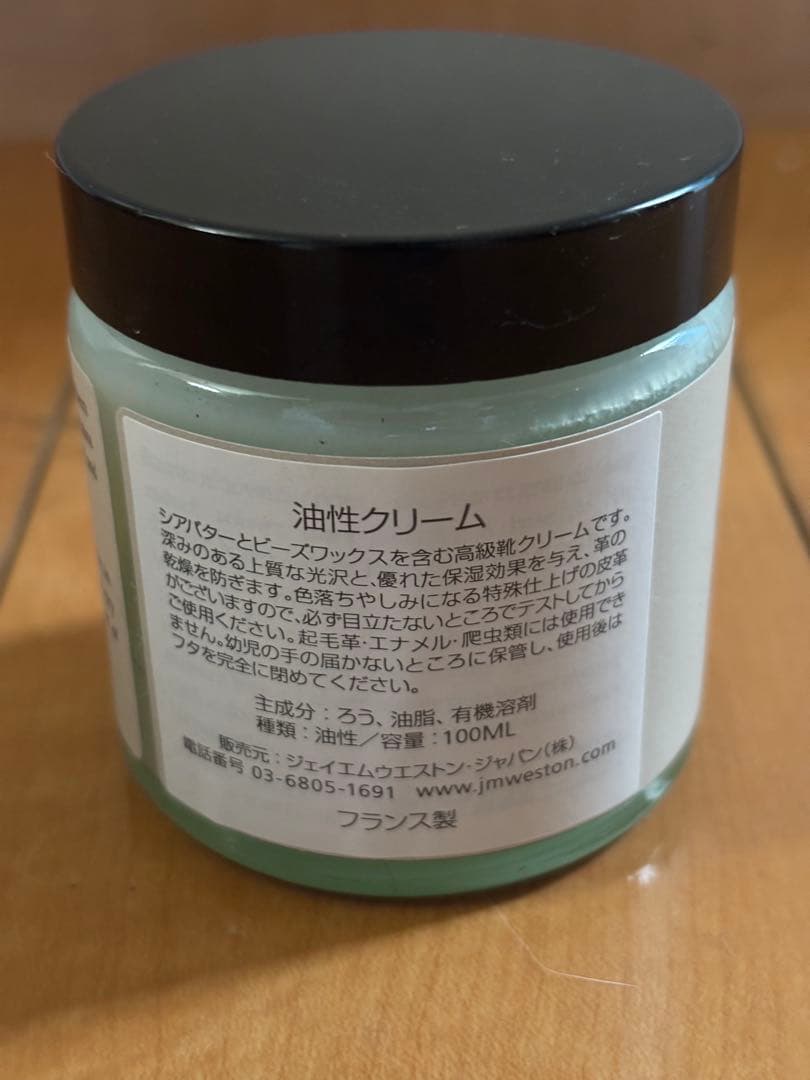 油性クリーム
シアバターとビーズワックスを含む高級靴クリームです。
深みのある上質な光沢と、優れた保湿効果を与え、革の
乾燥を防ぎます。色落ちやしみになる特殊仕上げの皮革
がございますので、必ず目立たないところでテストしてから
ご使用ください。起毛革・エナメル・爬虫類には使用でき
ません。幼児の手の届かないところに保管し、使用後は
フタを完全に閉めてください。
主成分：ろう、油脂、有機溶剤
種類：油性／容量：100ML
販売元：ジェイエムウエストン・ジャパン(株)
電話番号 03-6805-1691 www.jmweston.com
フランス製